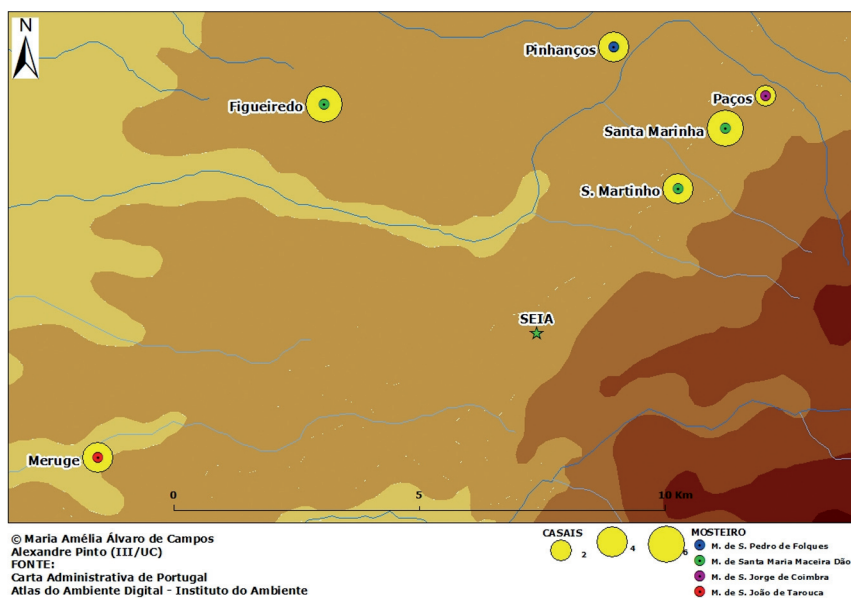 N
Pinhanços
Paços
Figueiredo
Santa Marinha
S. Martinho
SEIA
Meruge
0 5 10 Km
© Maria Amélia Álvaro de Campos
Alexandre Pinto (III/UC)
FONTE:
Carta Administrativa de Portugal
Atlas do Ambiente Digital - Instituto do Ambiente
CASAIS
2 4 6
MOSTEIRO
M. de S. Pedro de Folques
M. de Santa Maria Maceira Dão
M. de S. Jorge de Coimbra
M. de S. João de Tarouca